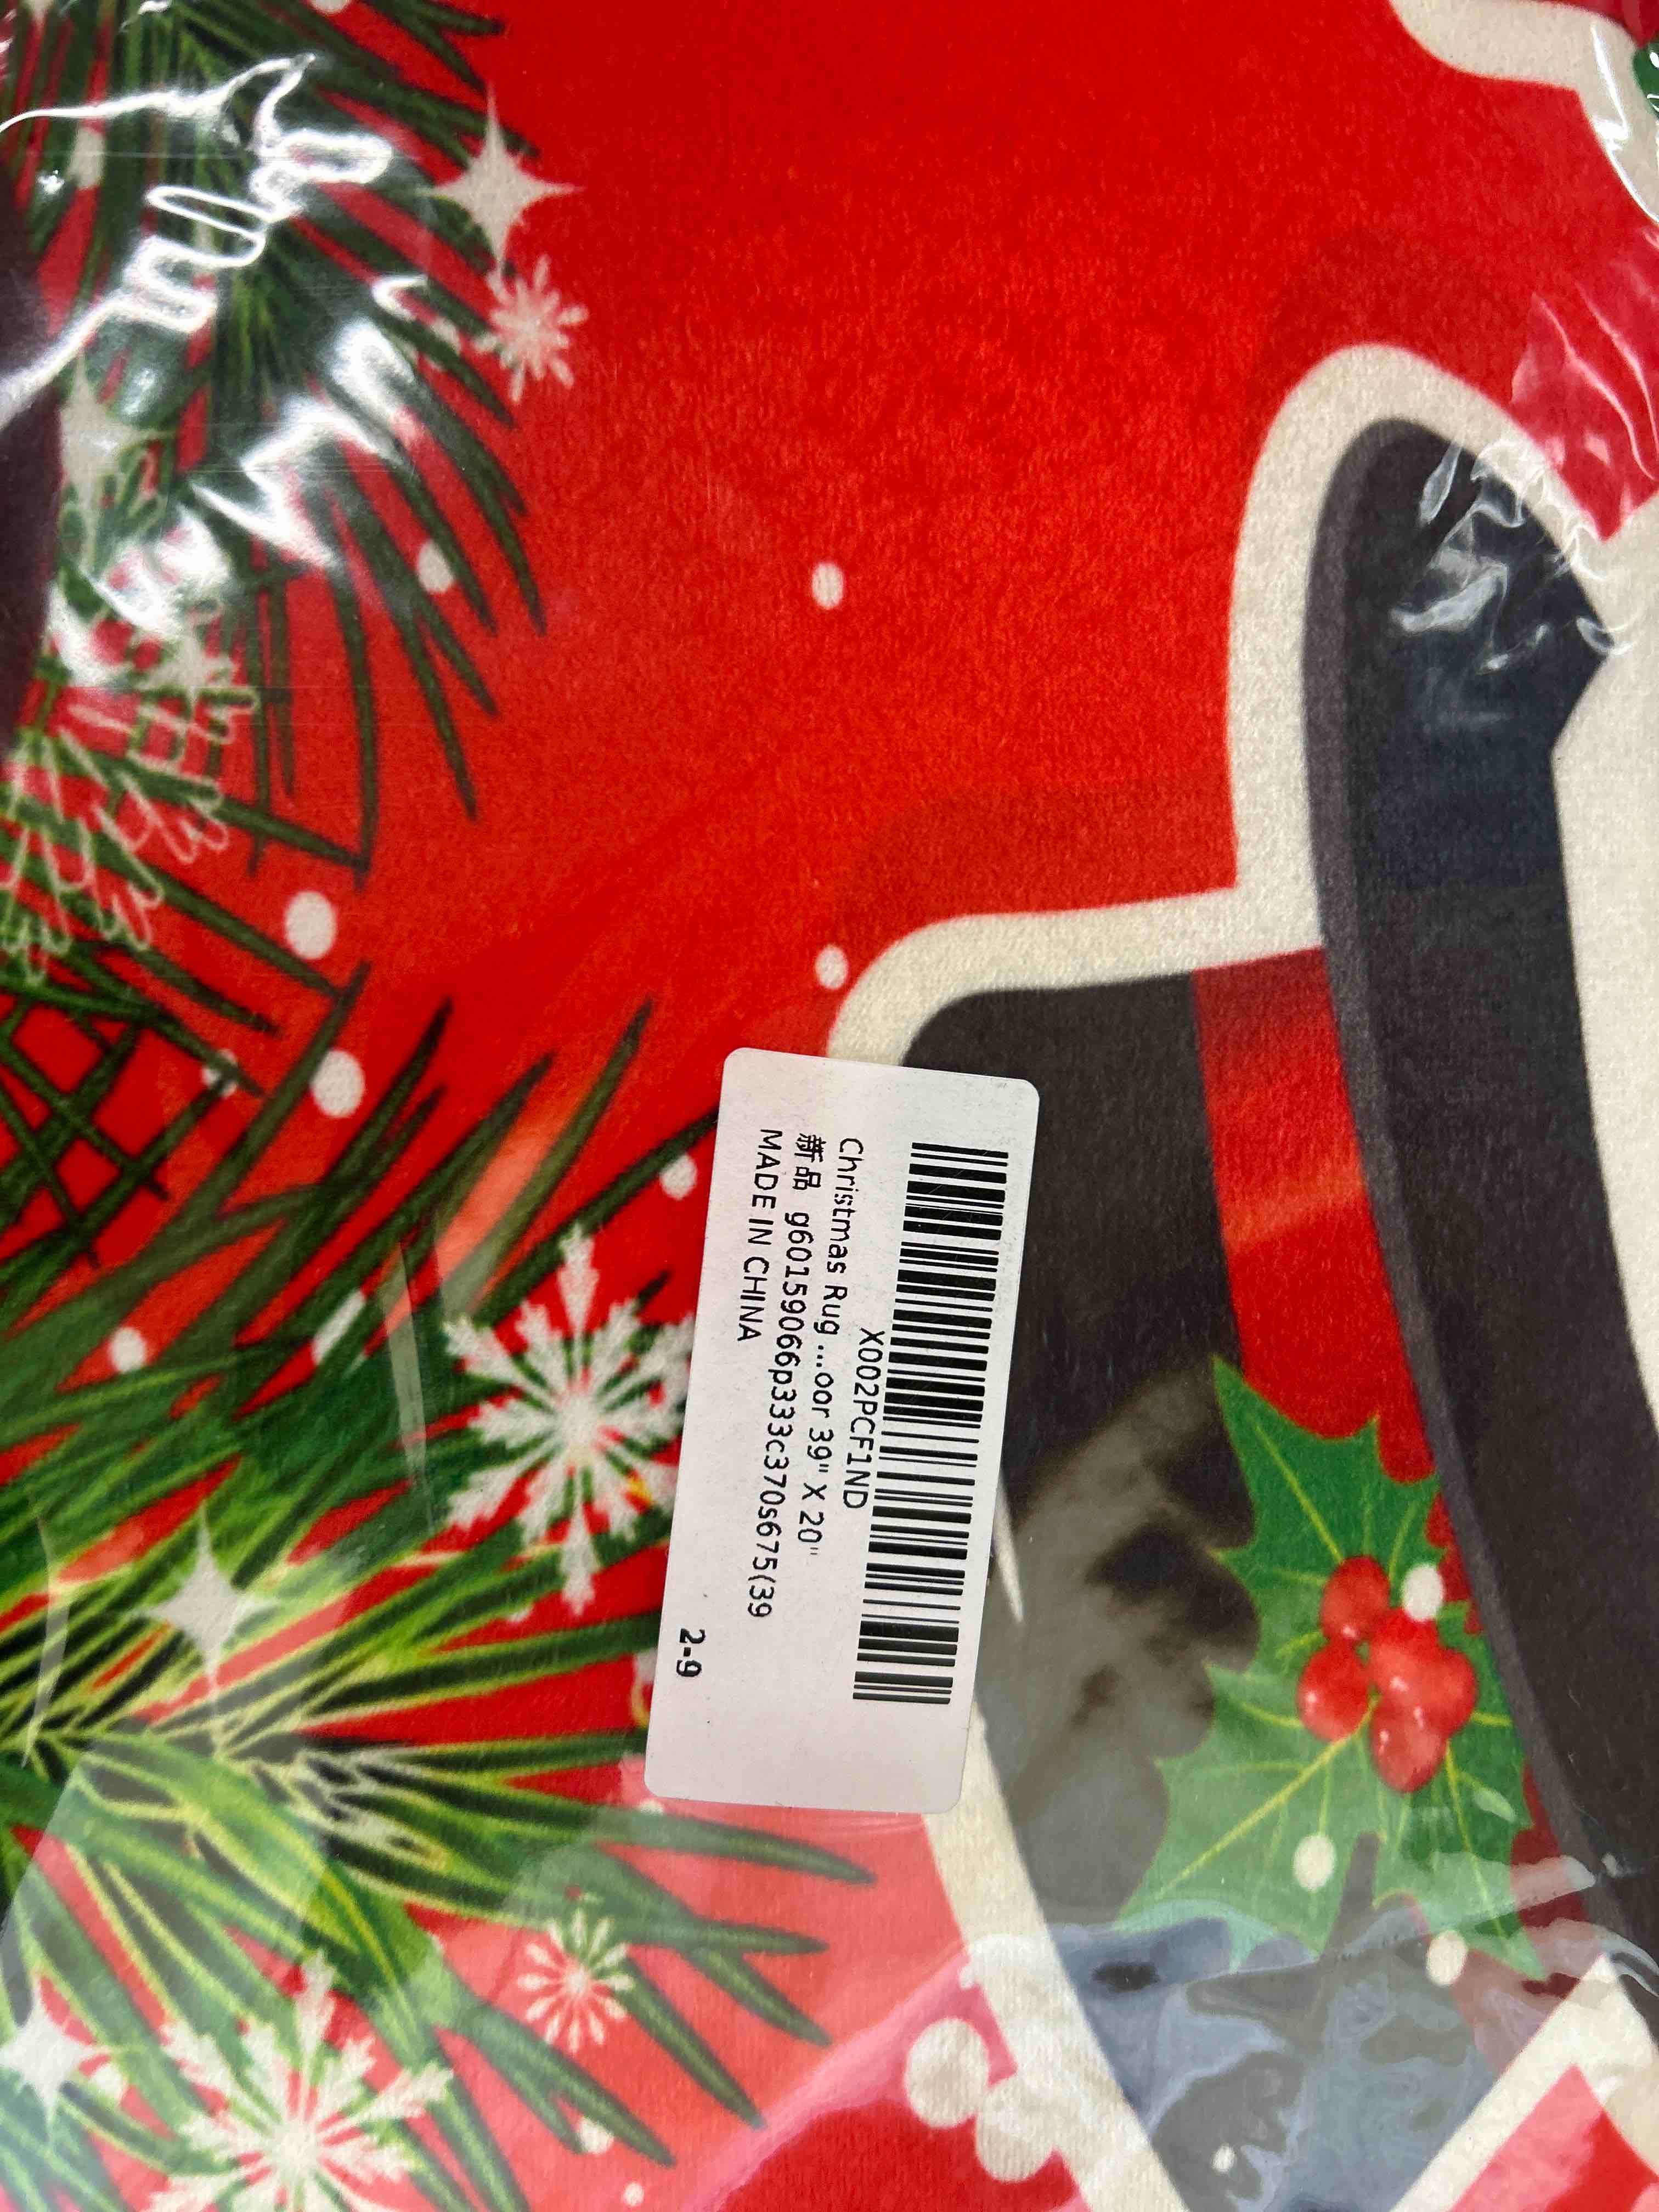 X002PCF1ND
Christmas Rug ...oor 39" X 20"
新品 g60159066p333c370s675(39
MADE IN CHINA
2-9